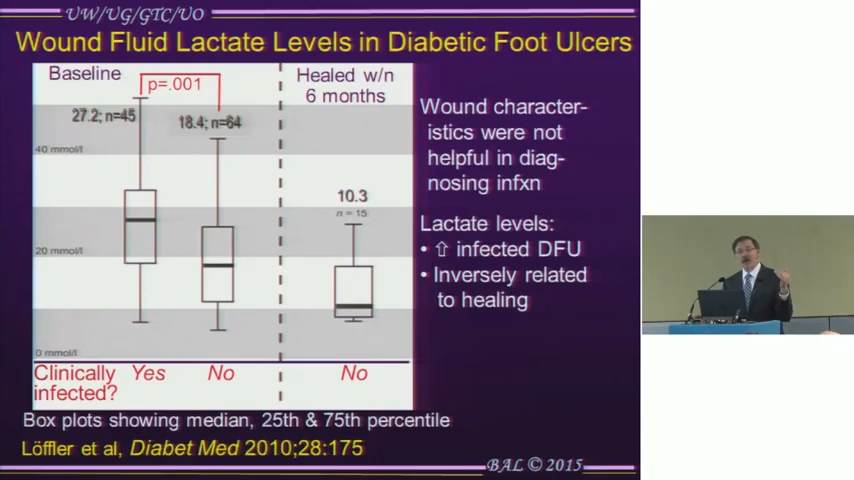 UW/UG/GTC/UO
Wound Fluid Lactate Levels in Diabetic Foot Ulcers
Baseline
p=.001
Healed w/n
6 months
27.2; n=45
18.4; n=64
40 mmol/l
10.3
n = 15
20 mmol/l
0 mmol/l
Clinically
infected?
Yes
No
No
Wound character-
istics were not
helpful in diag-
nosing infxn
Lactate levels:
• ⇧ infected DFU
• Inversely related
to healing
Box plots showing median, 25th & 75th percentile
Löffler et al, Diabet Med 2010;28:175
BAL © 2015